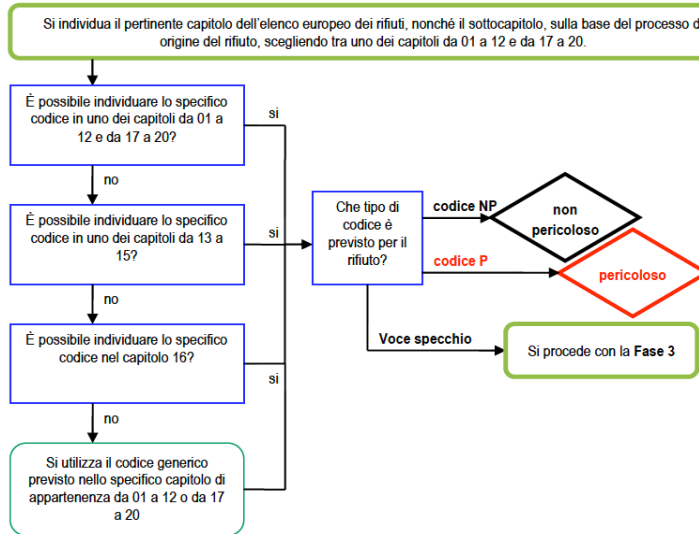 Si individua il pertinente capitolo dell'elenco europeo dei rifiuti, nonché il sottocapitolo, sulla base del processo d
origine del rifiuto, scegliendo tra uno dei capitoli da 01 a 12 e da 17 a 20.
È possibile individuare lo specifico
codice in uno dei capitoli da 01 a
12 e da 17 a 20?
si
no
È possibile individuare lo specifico
codice in uno dei capitoli da 13 a
15?
si
no
È possibile individuare lo specifico
codice nel capitolo 16?
si
no
Si utilizza il codice generico
previsto nello specifico capitolo di
appartenenza da 01 a 12 o da 17
a 20
Che tipo di
codice è
previsto per il
rifiuto?
codice NP
non
pericoloso
codice P
pericoloso
Voce specchio
Si procede con la Fase 3